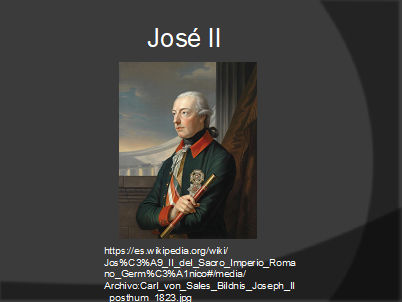 José II
https://es.wikipedia.org/wiki/
Jos%C3%A9_II_del_Sacro_Imperio_Roma
no_Germ%C3%A1nico#/media/
Archivo:Carl_von_Sales_Bildnis_Joseph_II
_posthum_1823.jpg